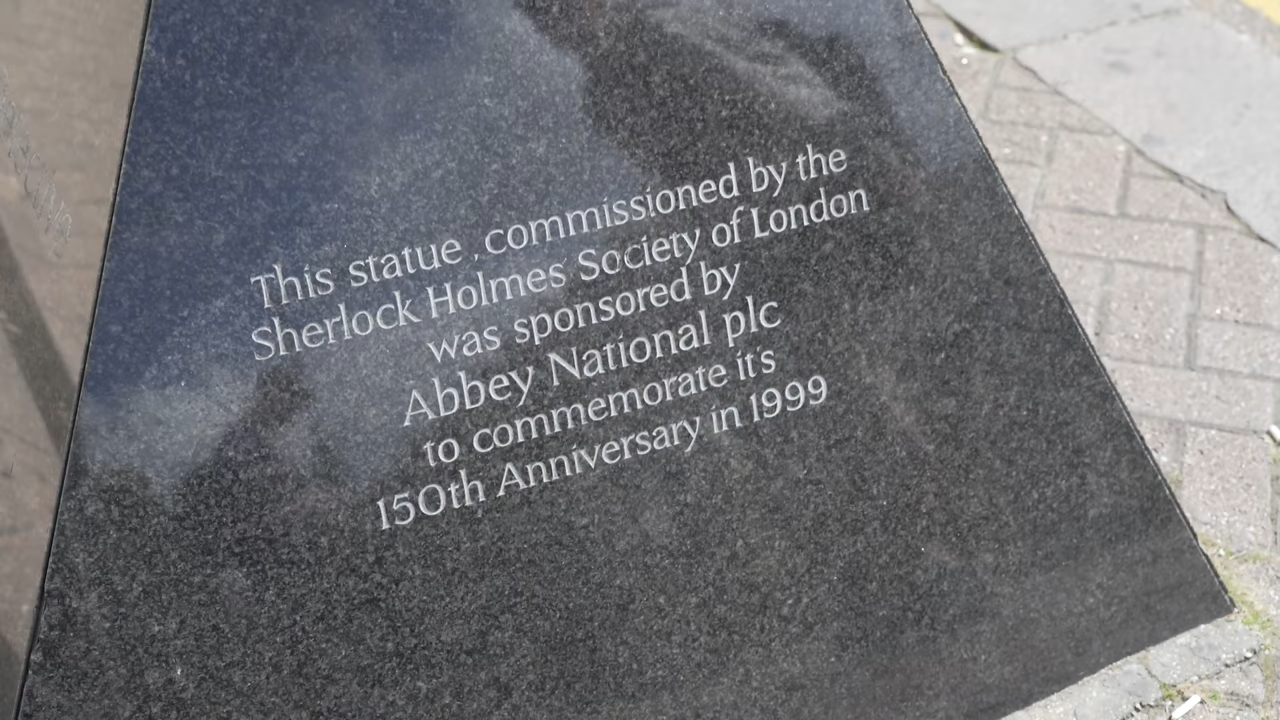 This statue , commissioned by the
Sherlock Holmes Society of London
was sponsored by
Abbey National plc
to commemorate it's
150th Anniversary in 1999